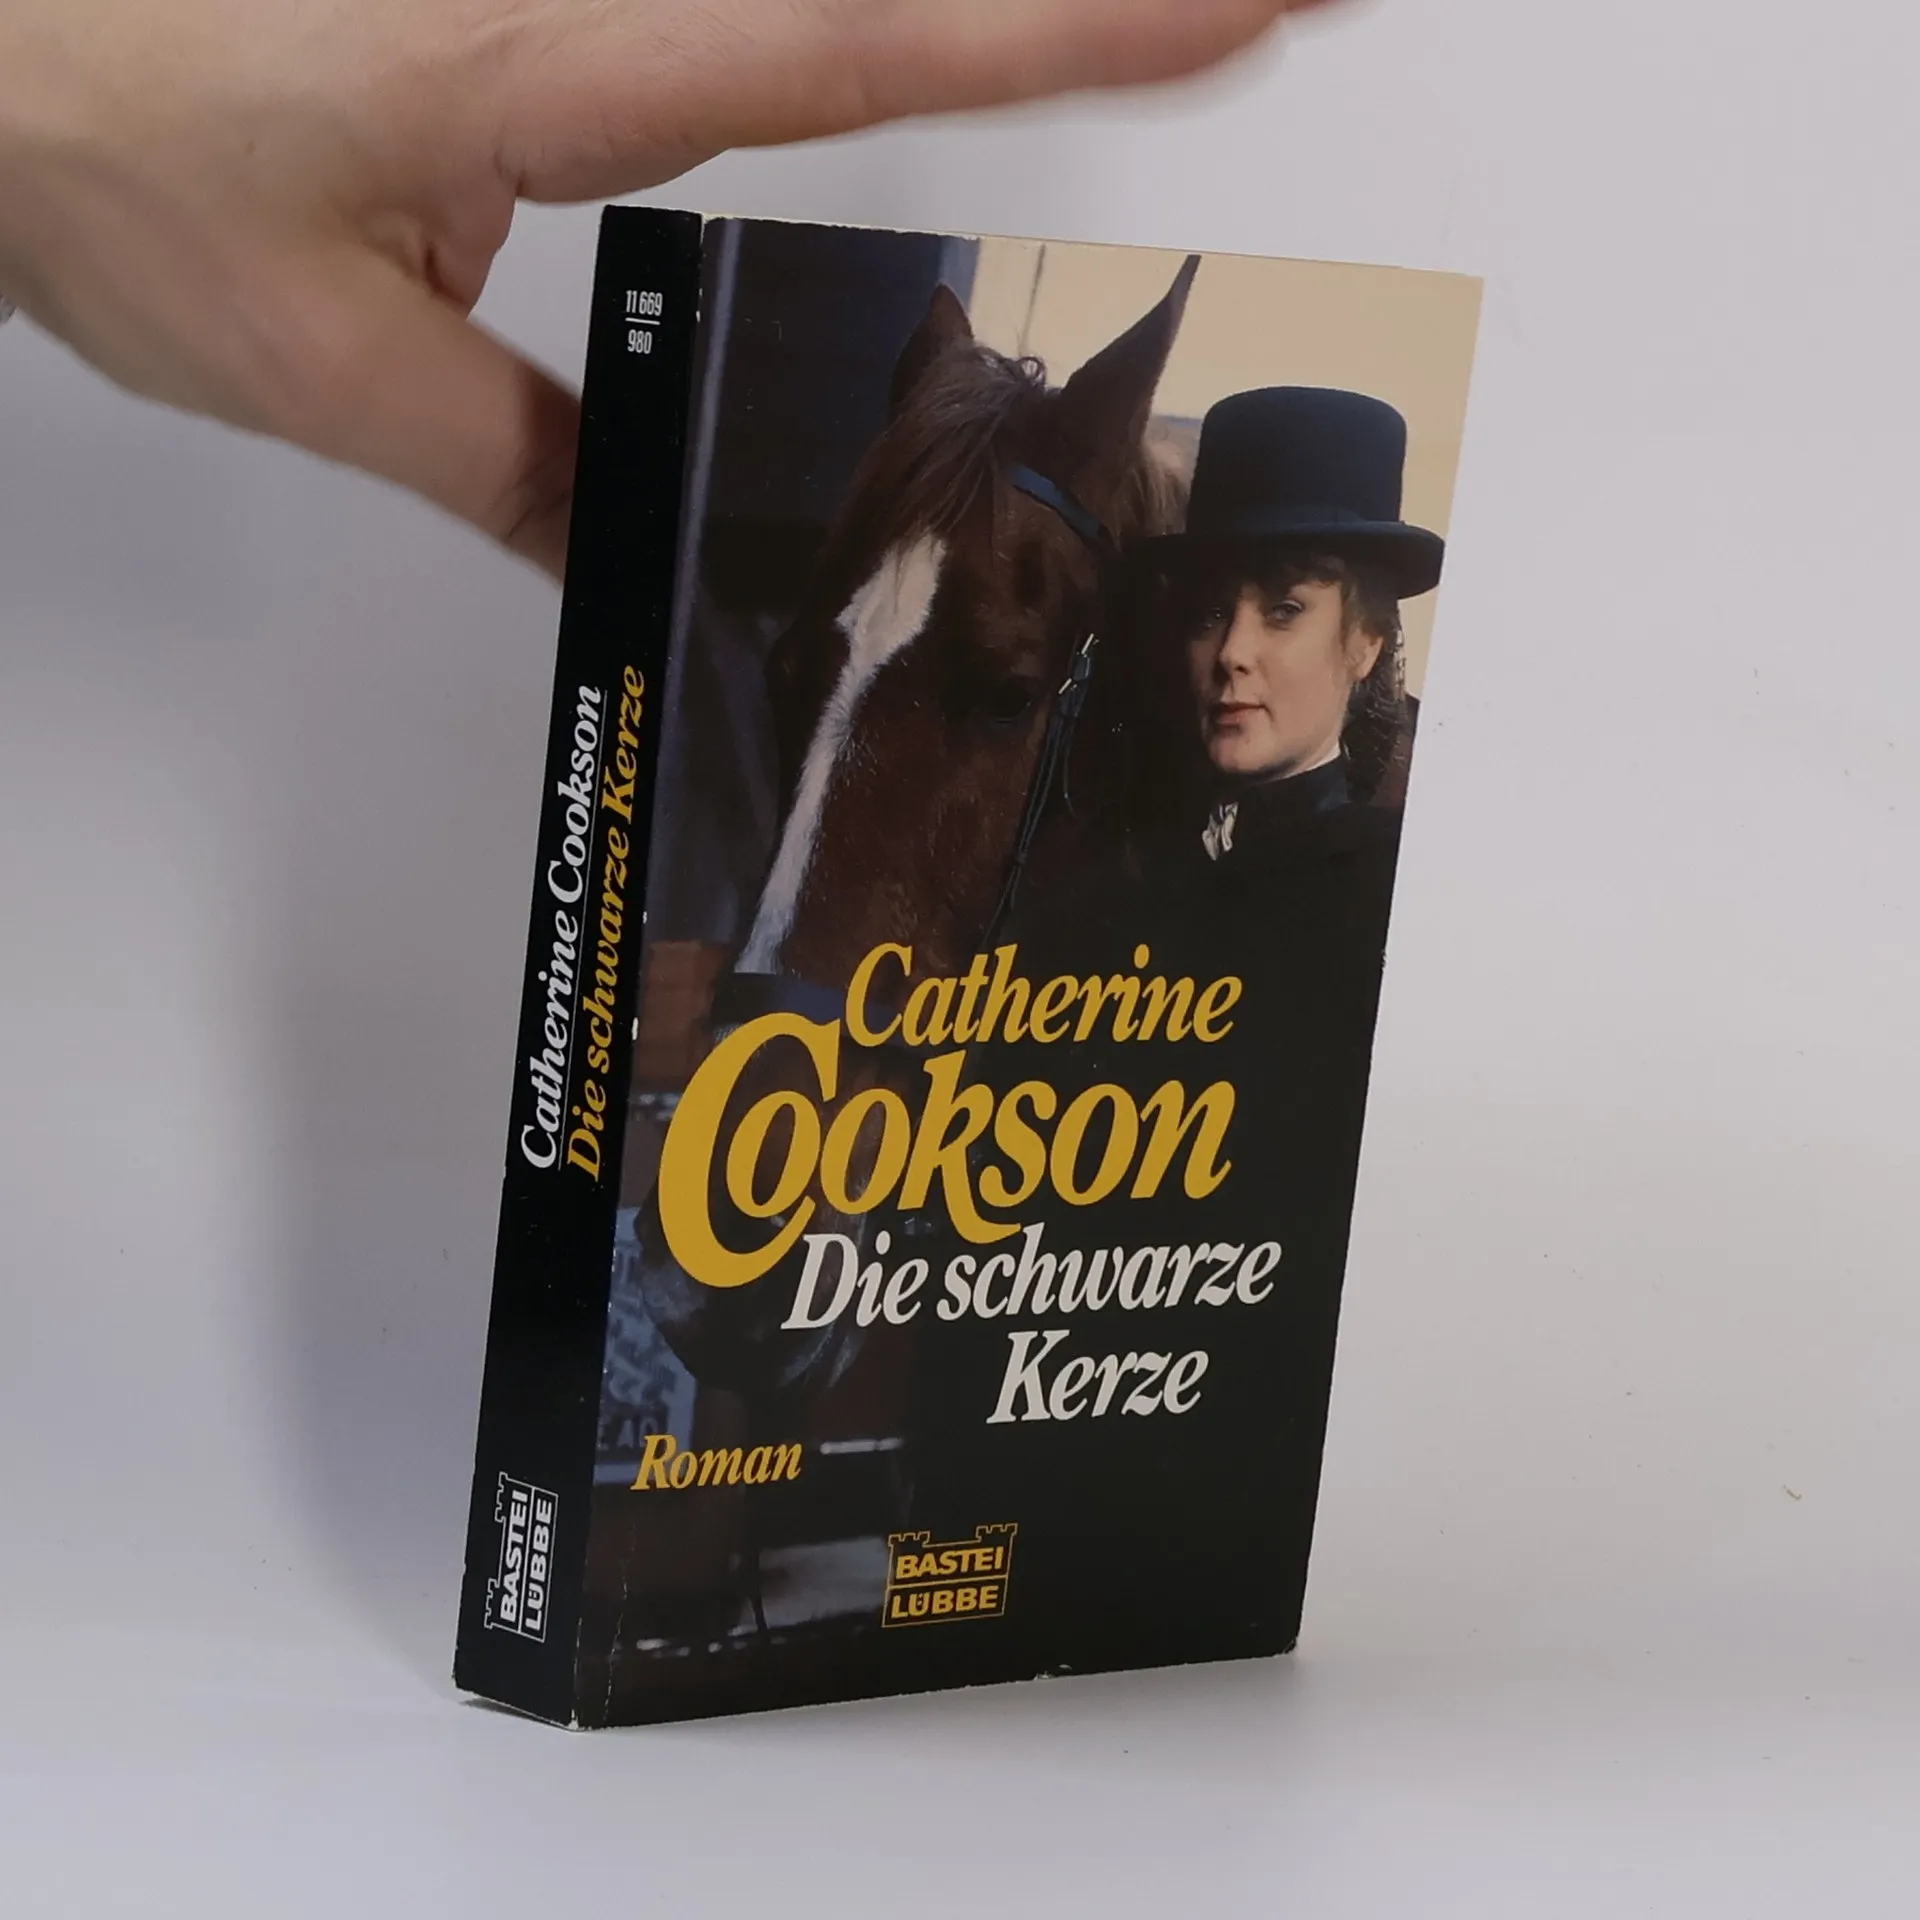 11 669
980
Catherine Cookson
Die schwarze Kerze
BASTEI
LÜBBE
Catherine
Cookson
Die schwarze
Kerze
Roman
BASTEI
LÜBBE